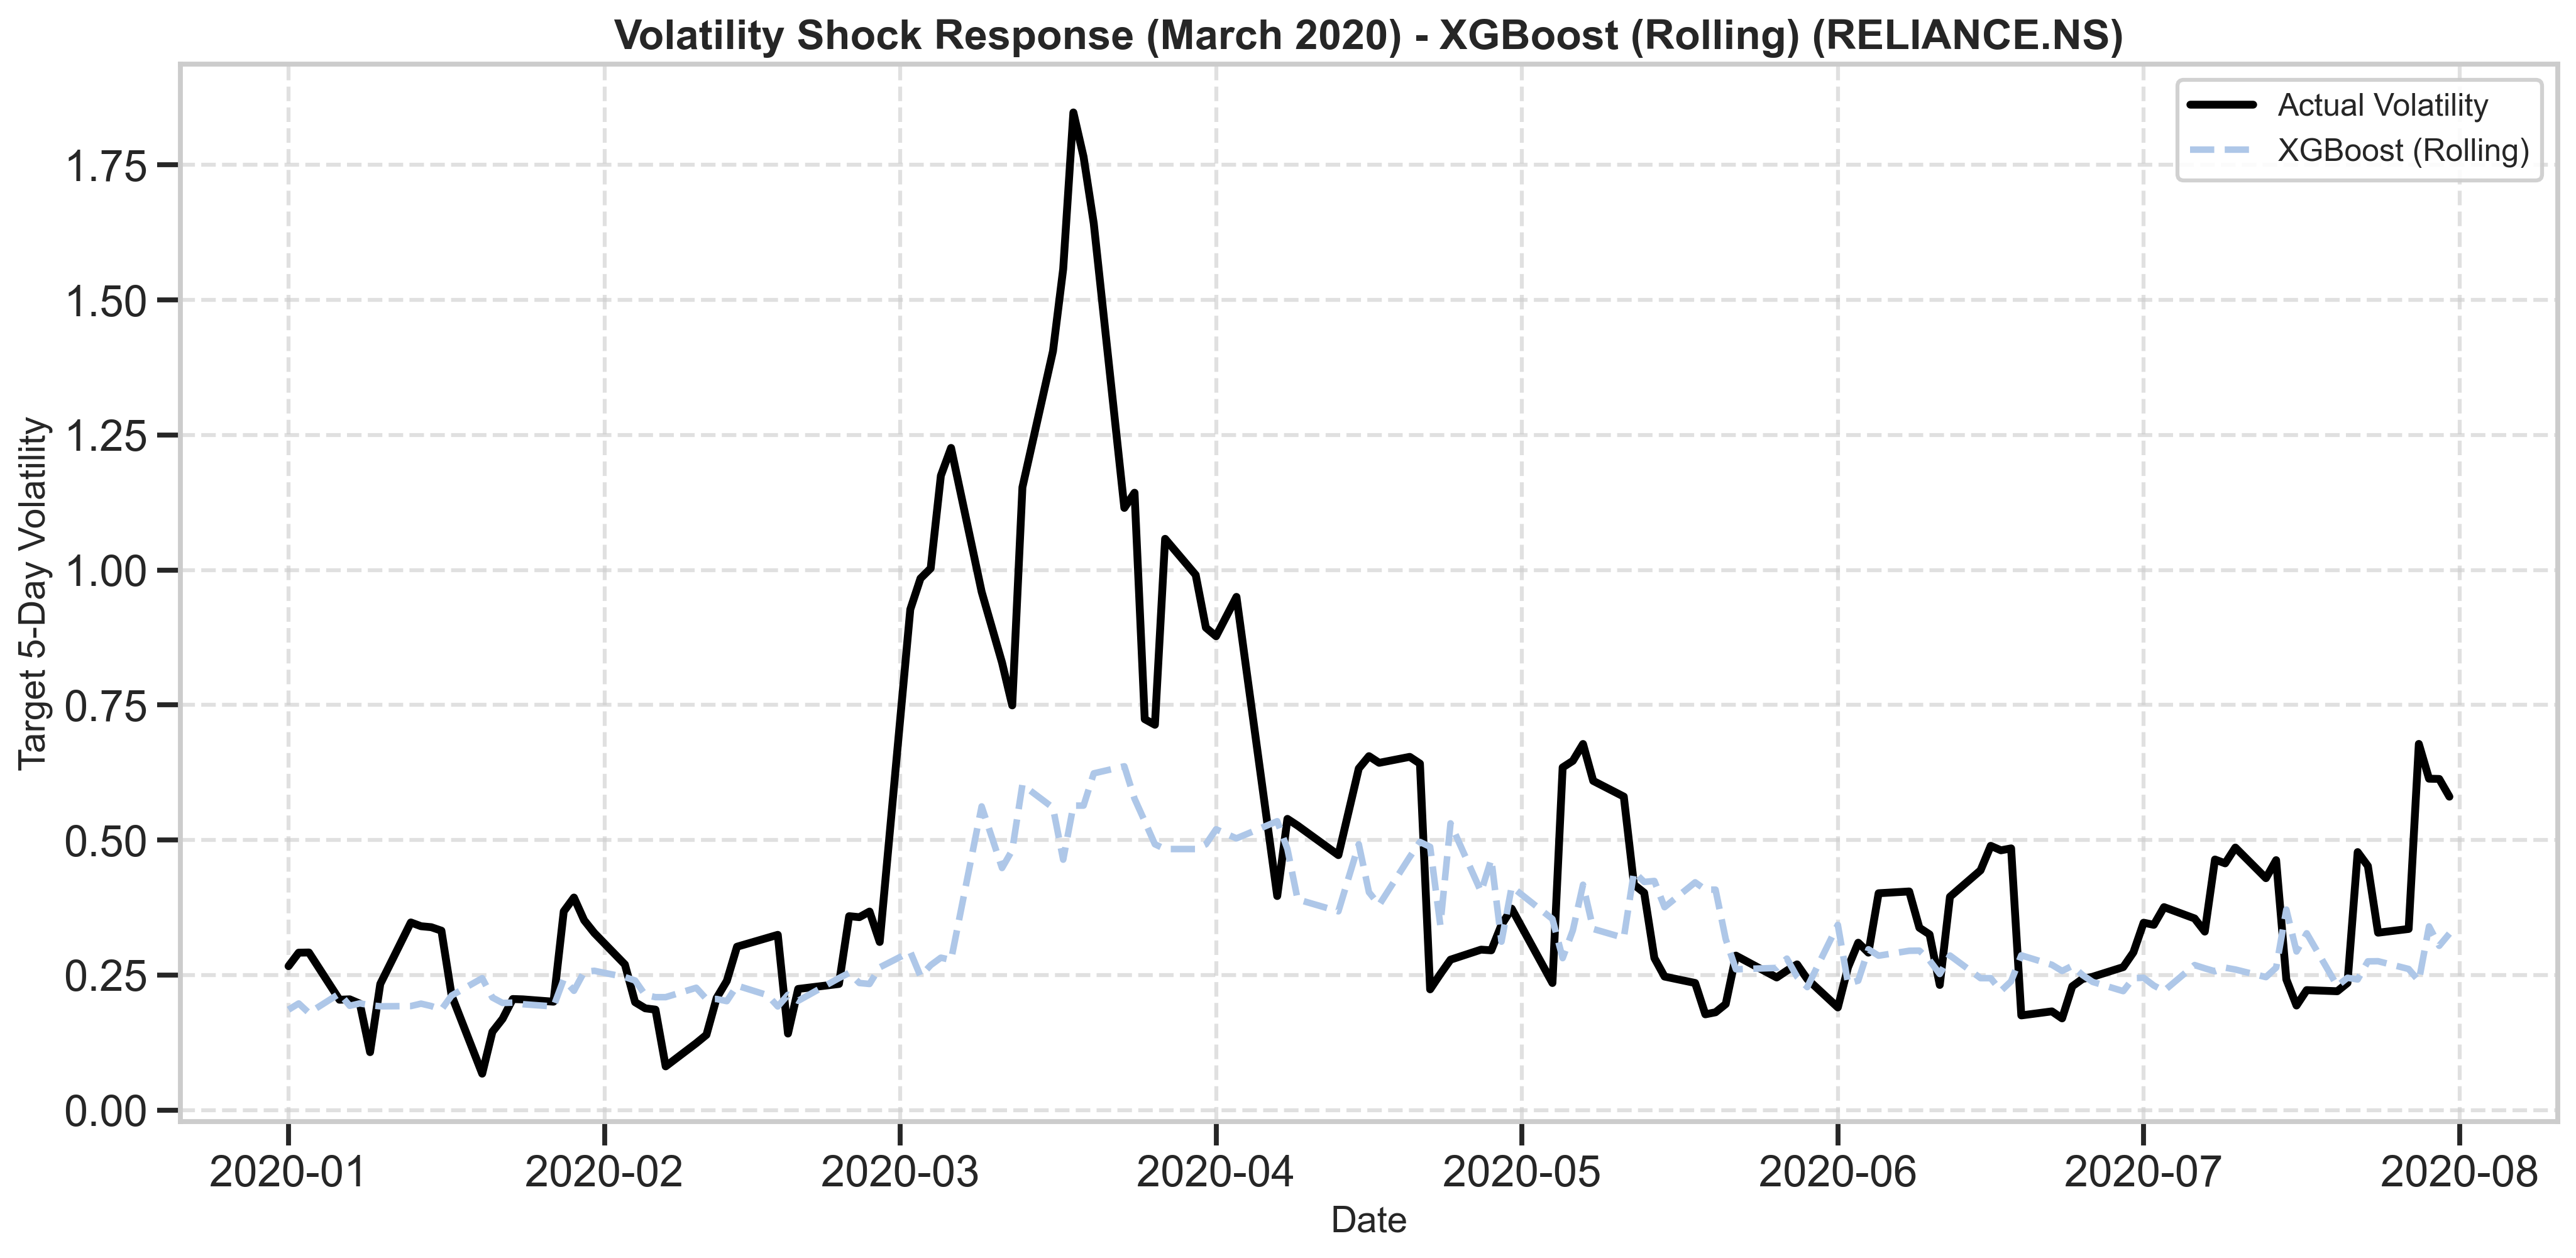 Volatility Shock Response (March 2020) - XGBoost (Rolling) (RELIANCE.NS)
Actual Volatility
XGBoost (Rolling)
Target 5-Day Volatility
1.75
1.50
1.25
1.00
0.75
0.50
0.25
0.00
2020-01 2020-02 2020-03 2020-04 2020-05 2020-06 2020-07 2020-08
Date